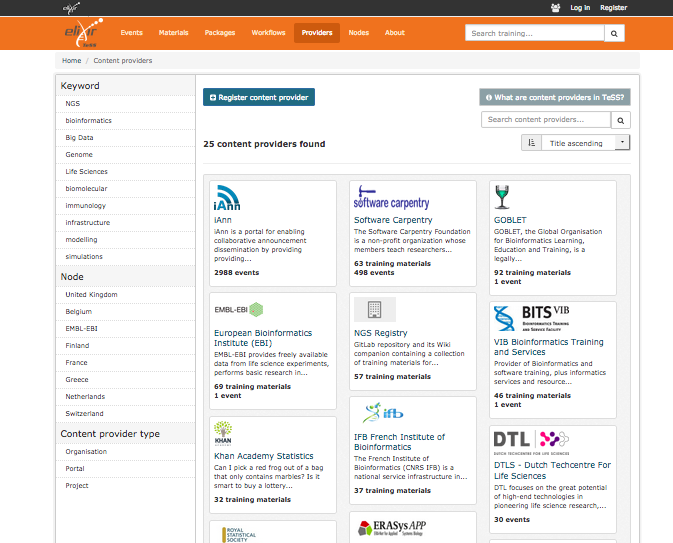 elixir
Log in Register
elixir
TeSS
Events Materials Packages Workflows Providers Nodes About
Search training...
Home / Content providers
Keyword
NGS
bioinformatics
Big Data
Genome
Life Sciences
biomolecular
immunology
infrastructure
modelling
simulations
Node
United Kingdom
Belgium
EMBL-EBI
Finland
France
Greece
Netherlands
Switzerland
Content provider type
Organisation
Portal
Project
Register content provider
What are content providers in TeSS?
Search content providers...
25 content providers found
Title ascending
iAnn
iAnn
iAnn is a portal for enabling
collaborative announcement
dissemination by providing
providing...
2988 events
EMBL-EBI
European Bioinformatics
Institute (EBI)
EMBL-EBI provides freely available
data from life science experiments,
performs basic research in...
69 training materials
1 event
KHAN
Khan Academy Statistics
Can I pick a red frog out of a bag
that only contains marbles? Is it
smart to buy a lottery...
32 training materials
ROYAL
STATISTICAL
SOCIETY
software carpentry
Software Carpentry
The Software Carpentry Foundation
is a non-profit organization whose
members teach researchers...
63 training materials
498 events
NGS Registry
GitLab repository and its Wiki
companion containing a collection
of training materials for...
57 training materials
ifb
IFB French Institute of
Bioinformatics
The French Institute of
Bioinformatics (CNRS IFB) is a
national service infrastructure in...
37 training materials
ERASysAPP
GOBLET
GOBLET, the Global Organisation
for Bioinformatics Learning,
Education and Training, is a
legally...
92 training materials
1 event
BITS VIB
Bioinformatics Training
and Service Facility
VIB Bioinformatics Training
and Services
Provider of Bioinformatics and
software training, plus informatics
services and resource...
46 training materials
1 event
DTL
DUTCH TECHCENTRE FOR LIFE SCIENCES
DTLS - Dutch Techcentre For
Life Sciences
DTL focuses on the great potential
of high-end technologies in
pioneering life science research,...
30 events